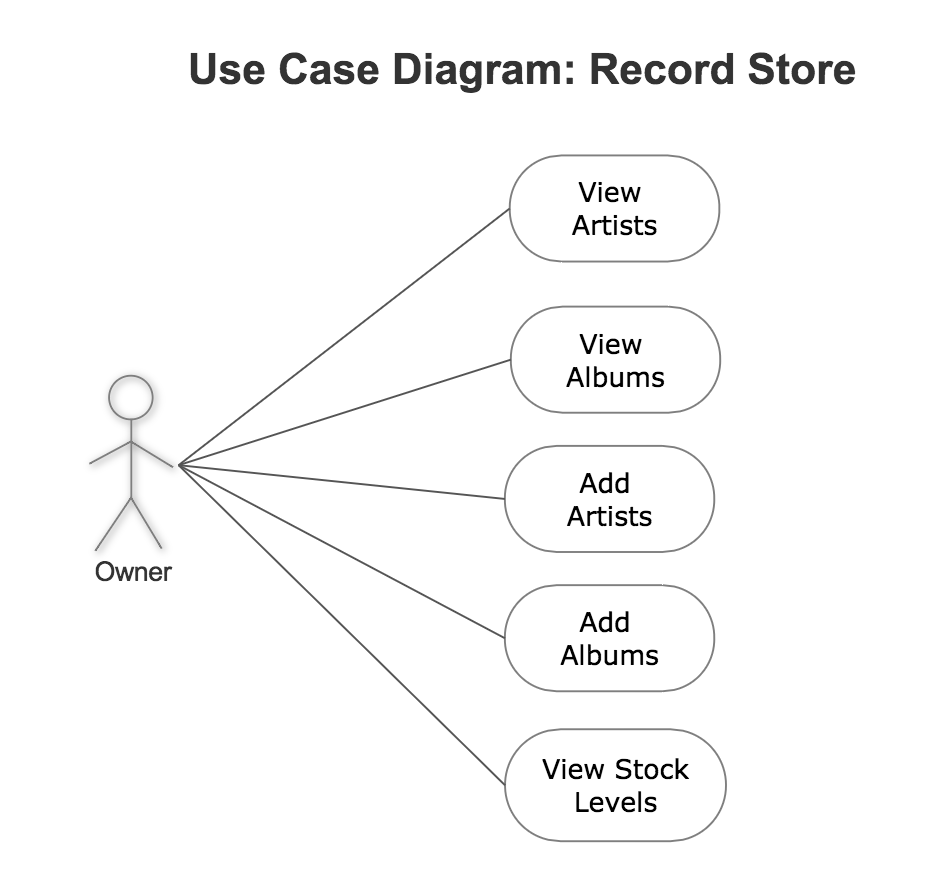 Use Case Diagram: Record Store
View
Artists
View
Albums
Add
Artists
Add
Albums
View Stock
Levels
Owner